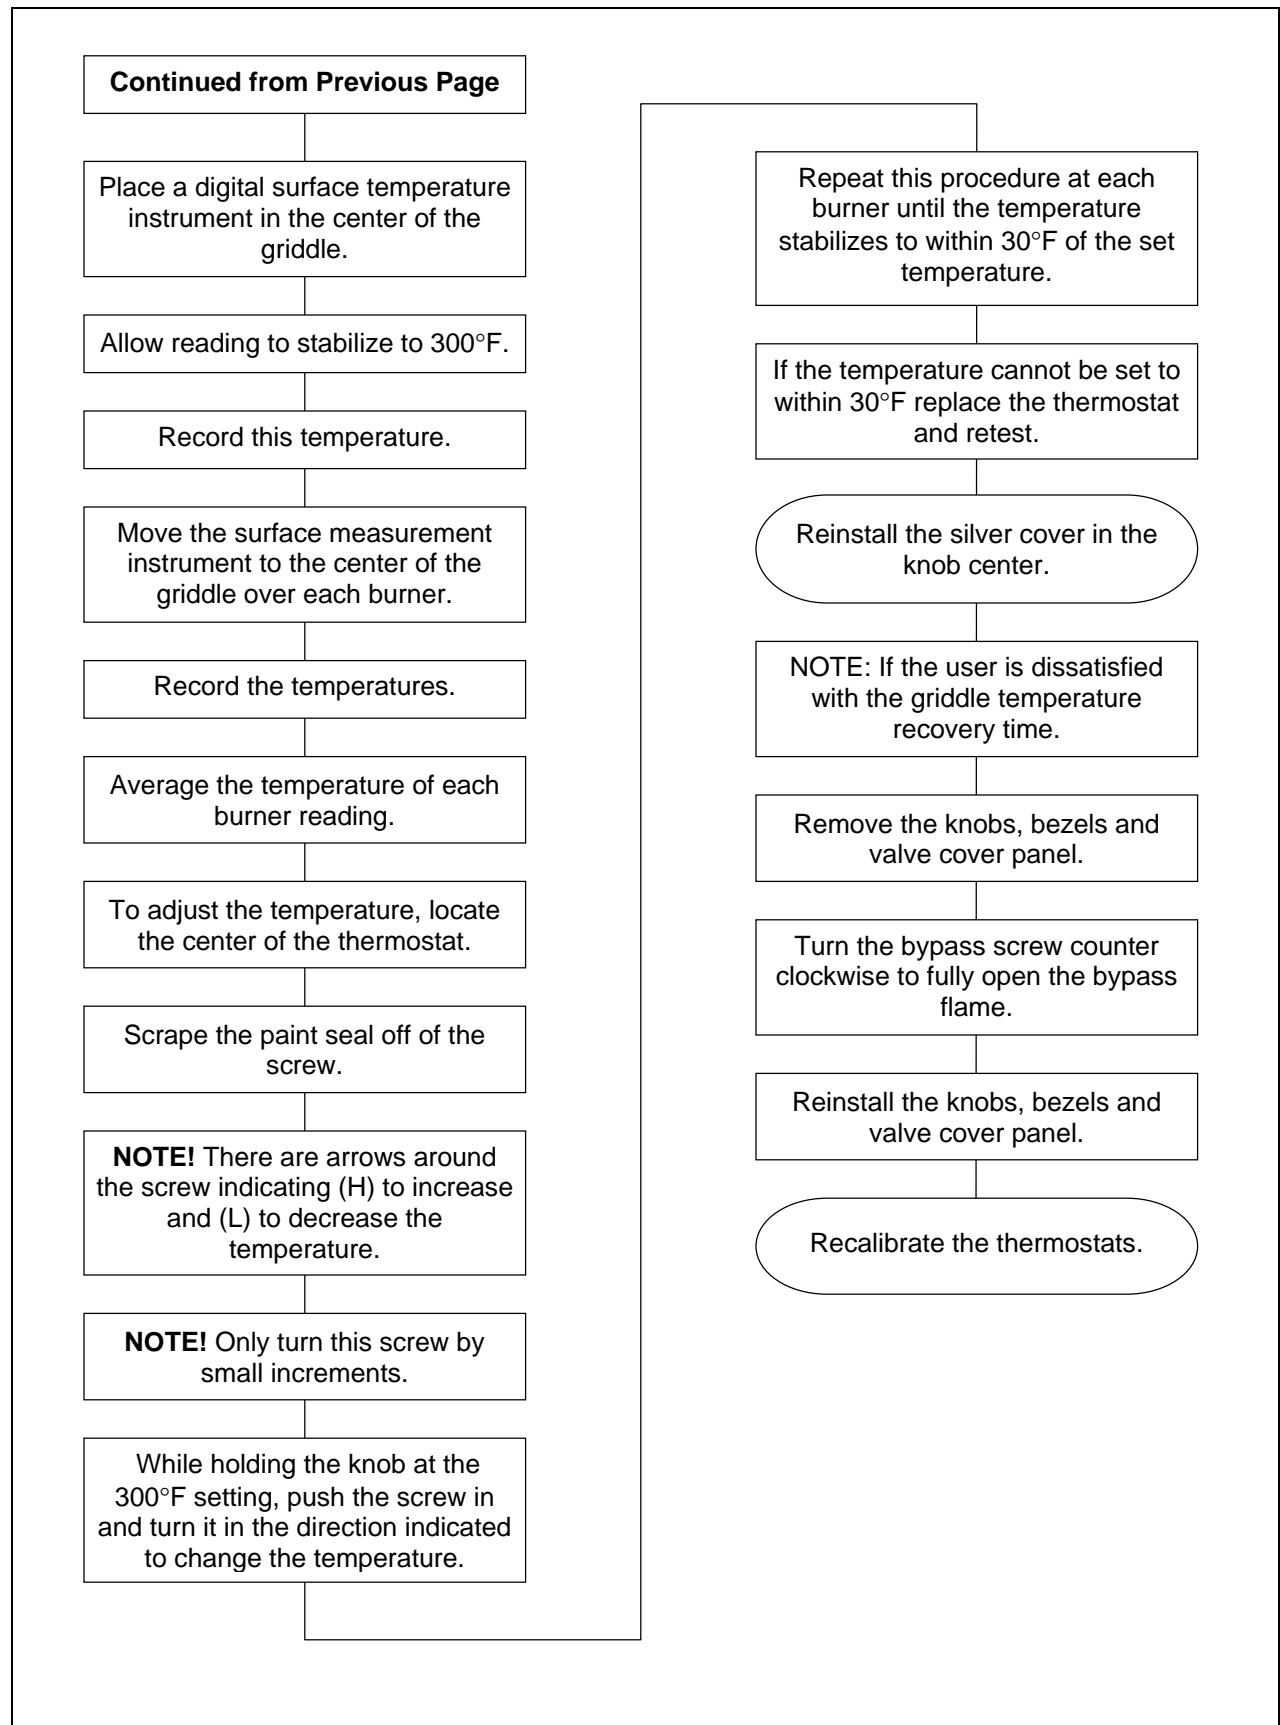 Continued from Previous Page
Place a digital surface temperature
instrument in the center of the
griddle.
Allow reading to stabilize to 300°F.
Record this temperature.
Move the surface measurement
instrument to the center of the
griddle over each burner.
Record the temperatures.
Average the temperature of each
burner reading.
To adjust the temperature, locate
the center of the thermostat.
Scrape the paint seal off of the
screw.
NOTE! There are arrows around
the screw indicating (H) to increase
and (L) to decrease the
temperature.
NOTE! Only turn this screw by
small increments.
While holding the knob at the
300°F setting, push the screw in
and turn it in the direction indicated
to change the temperature.
Repeat this procedure at each
burner until the temperature
stabilizes to within 30°F of the set
temperature.
If the temperature cannot be set to
within 30°F replace the thermostat
and retest.
Reinstall the silver cover in the
knob center.
NOTE: If the user is dissatisfied
with the griddle temperature
recovery time.
Remove the knobs, bezels and
valve cover panel.
Turn the bypass screw counter
clockwise to fully open the bypass
flame.
Reinstall the knobs, bezels and
valve cover panel.
Recalibrate the thermostats.